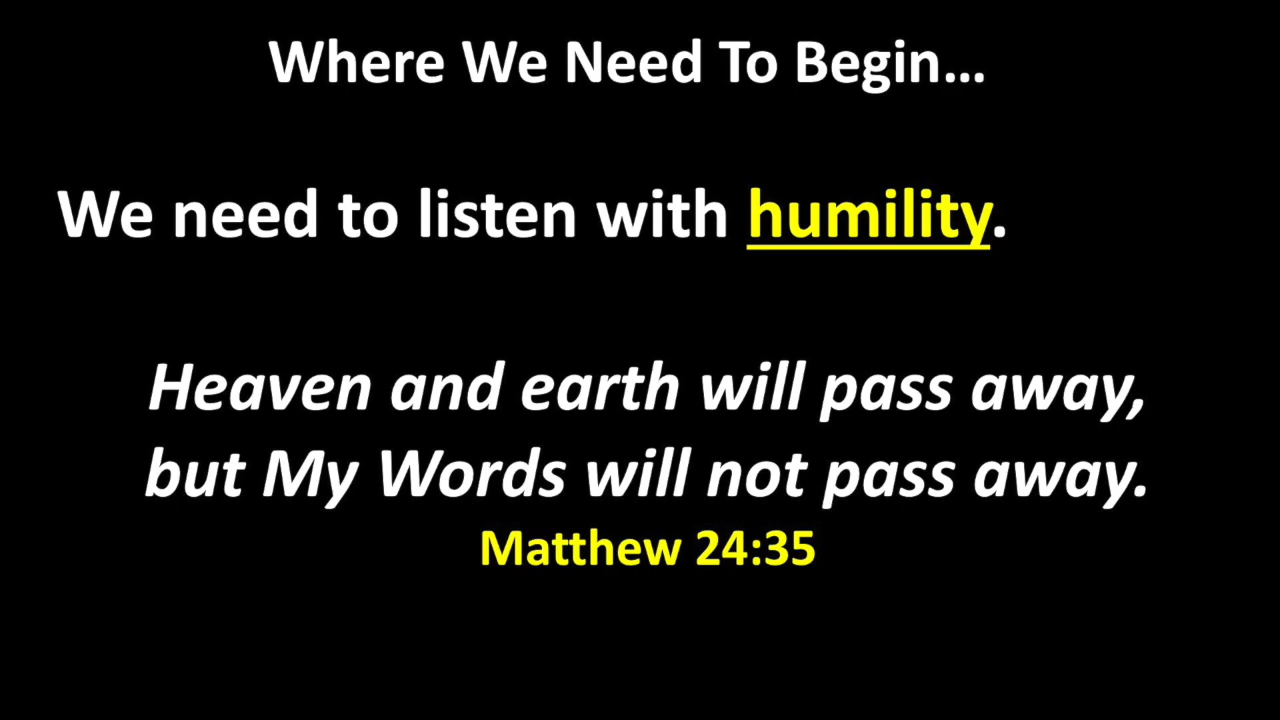 Where We Need To Begin…
We need to listen with humility.
Heaven and earth will pass away,
but My Words will not pass away.
Matthew 24:35